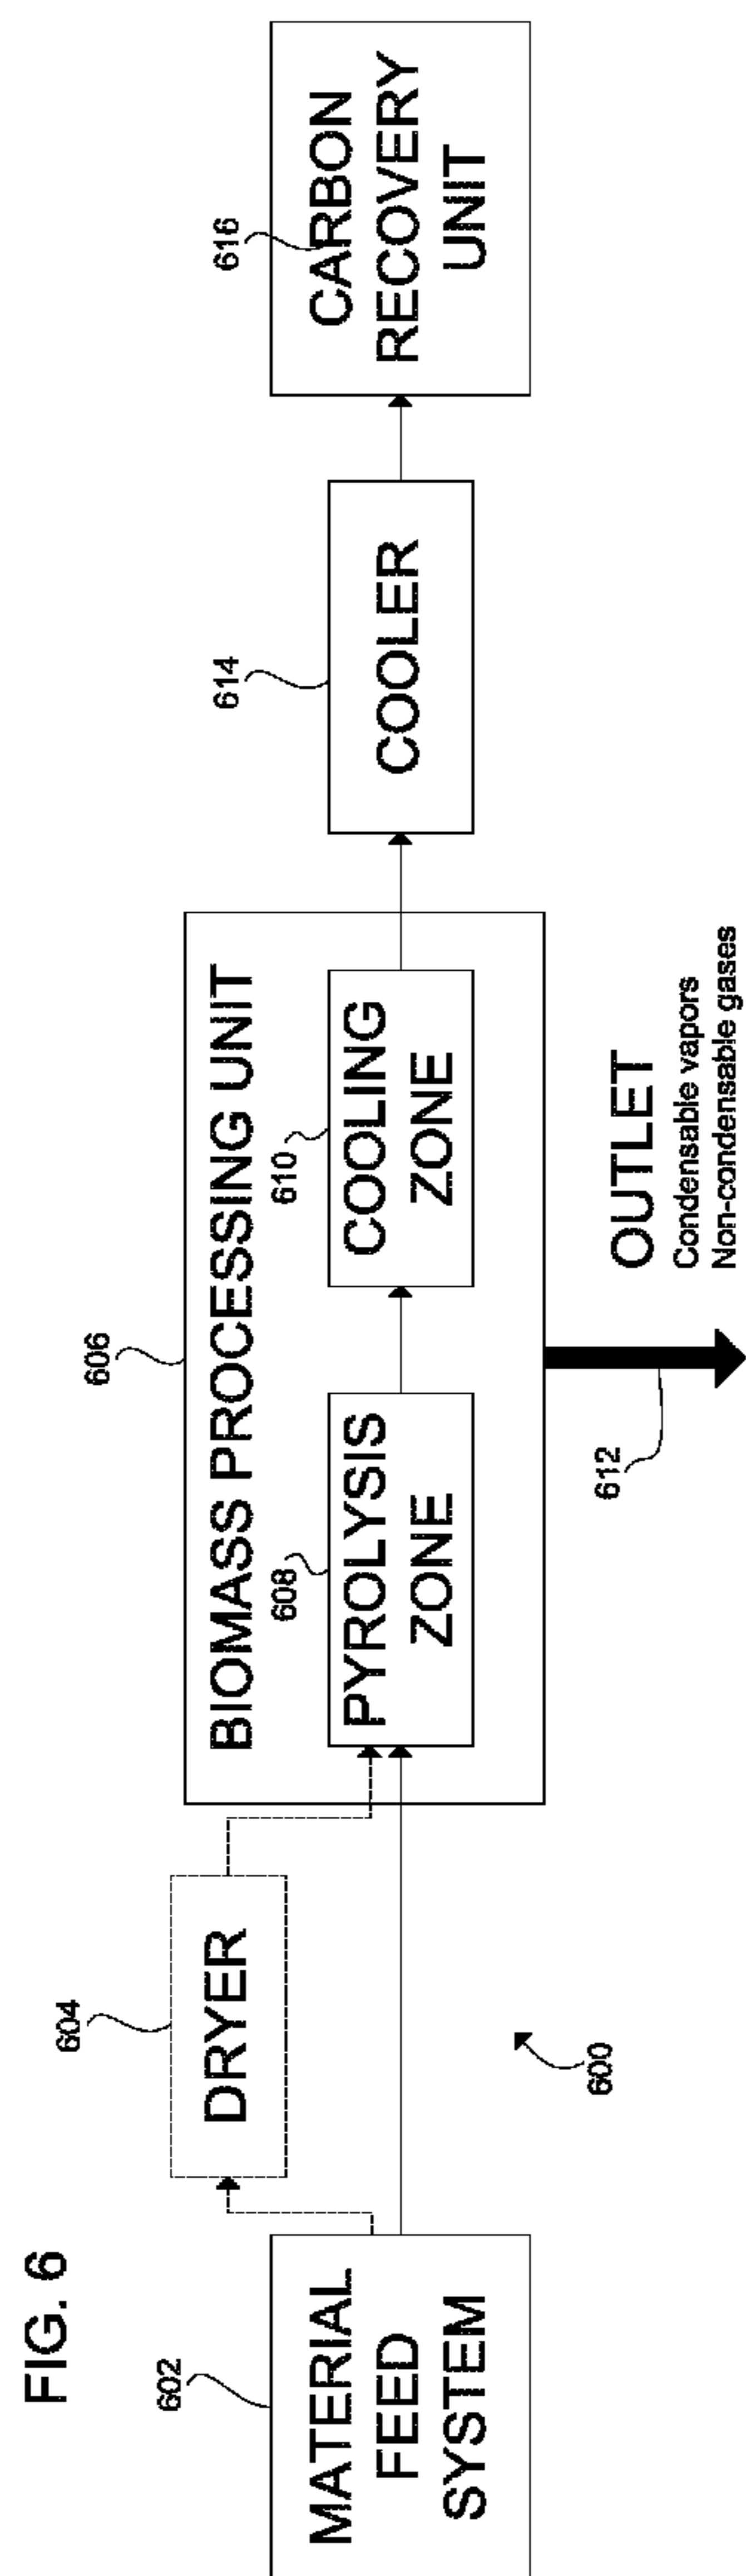 FIG. 6
602
MATERIAL
FEED
SYSTEM
604
DRYER
600
606
BIOMASS PROCESSING UNIT
608
PYROLYSIS
ZONE
610
COOLING
ZONE
612
OUTLET
Condensable vapors
Non-condensable gases
614
COOLER
616
CARBON
RECOVERY
UNIT